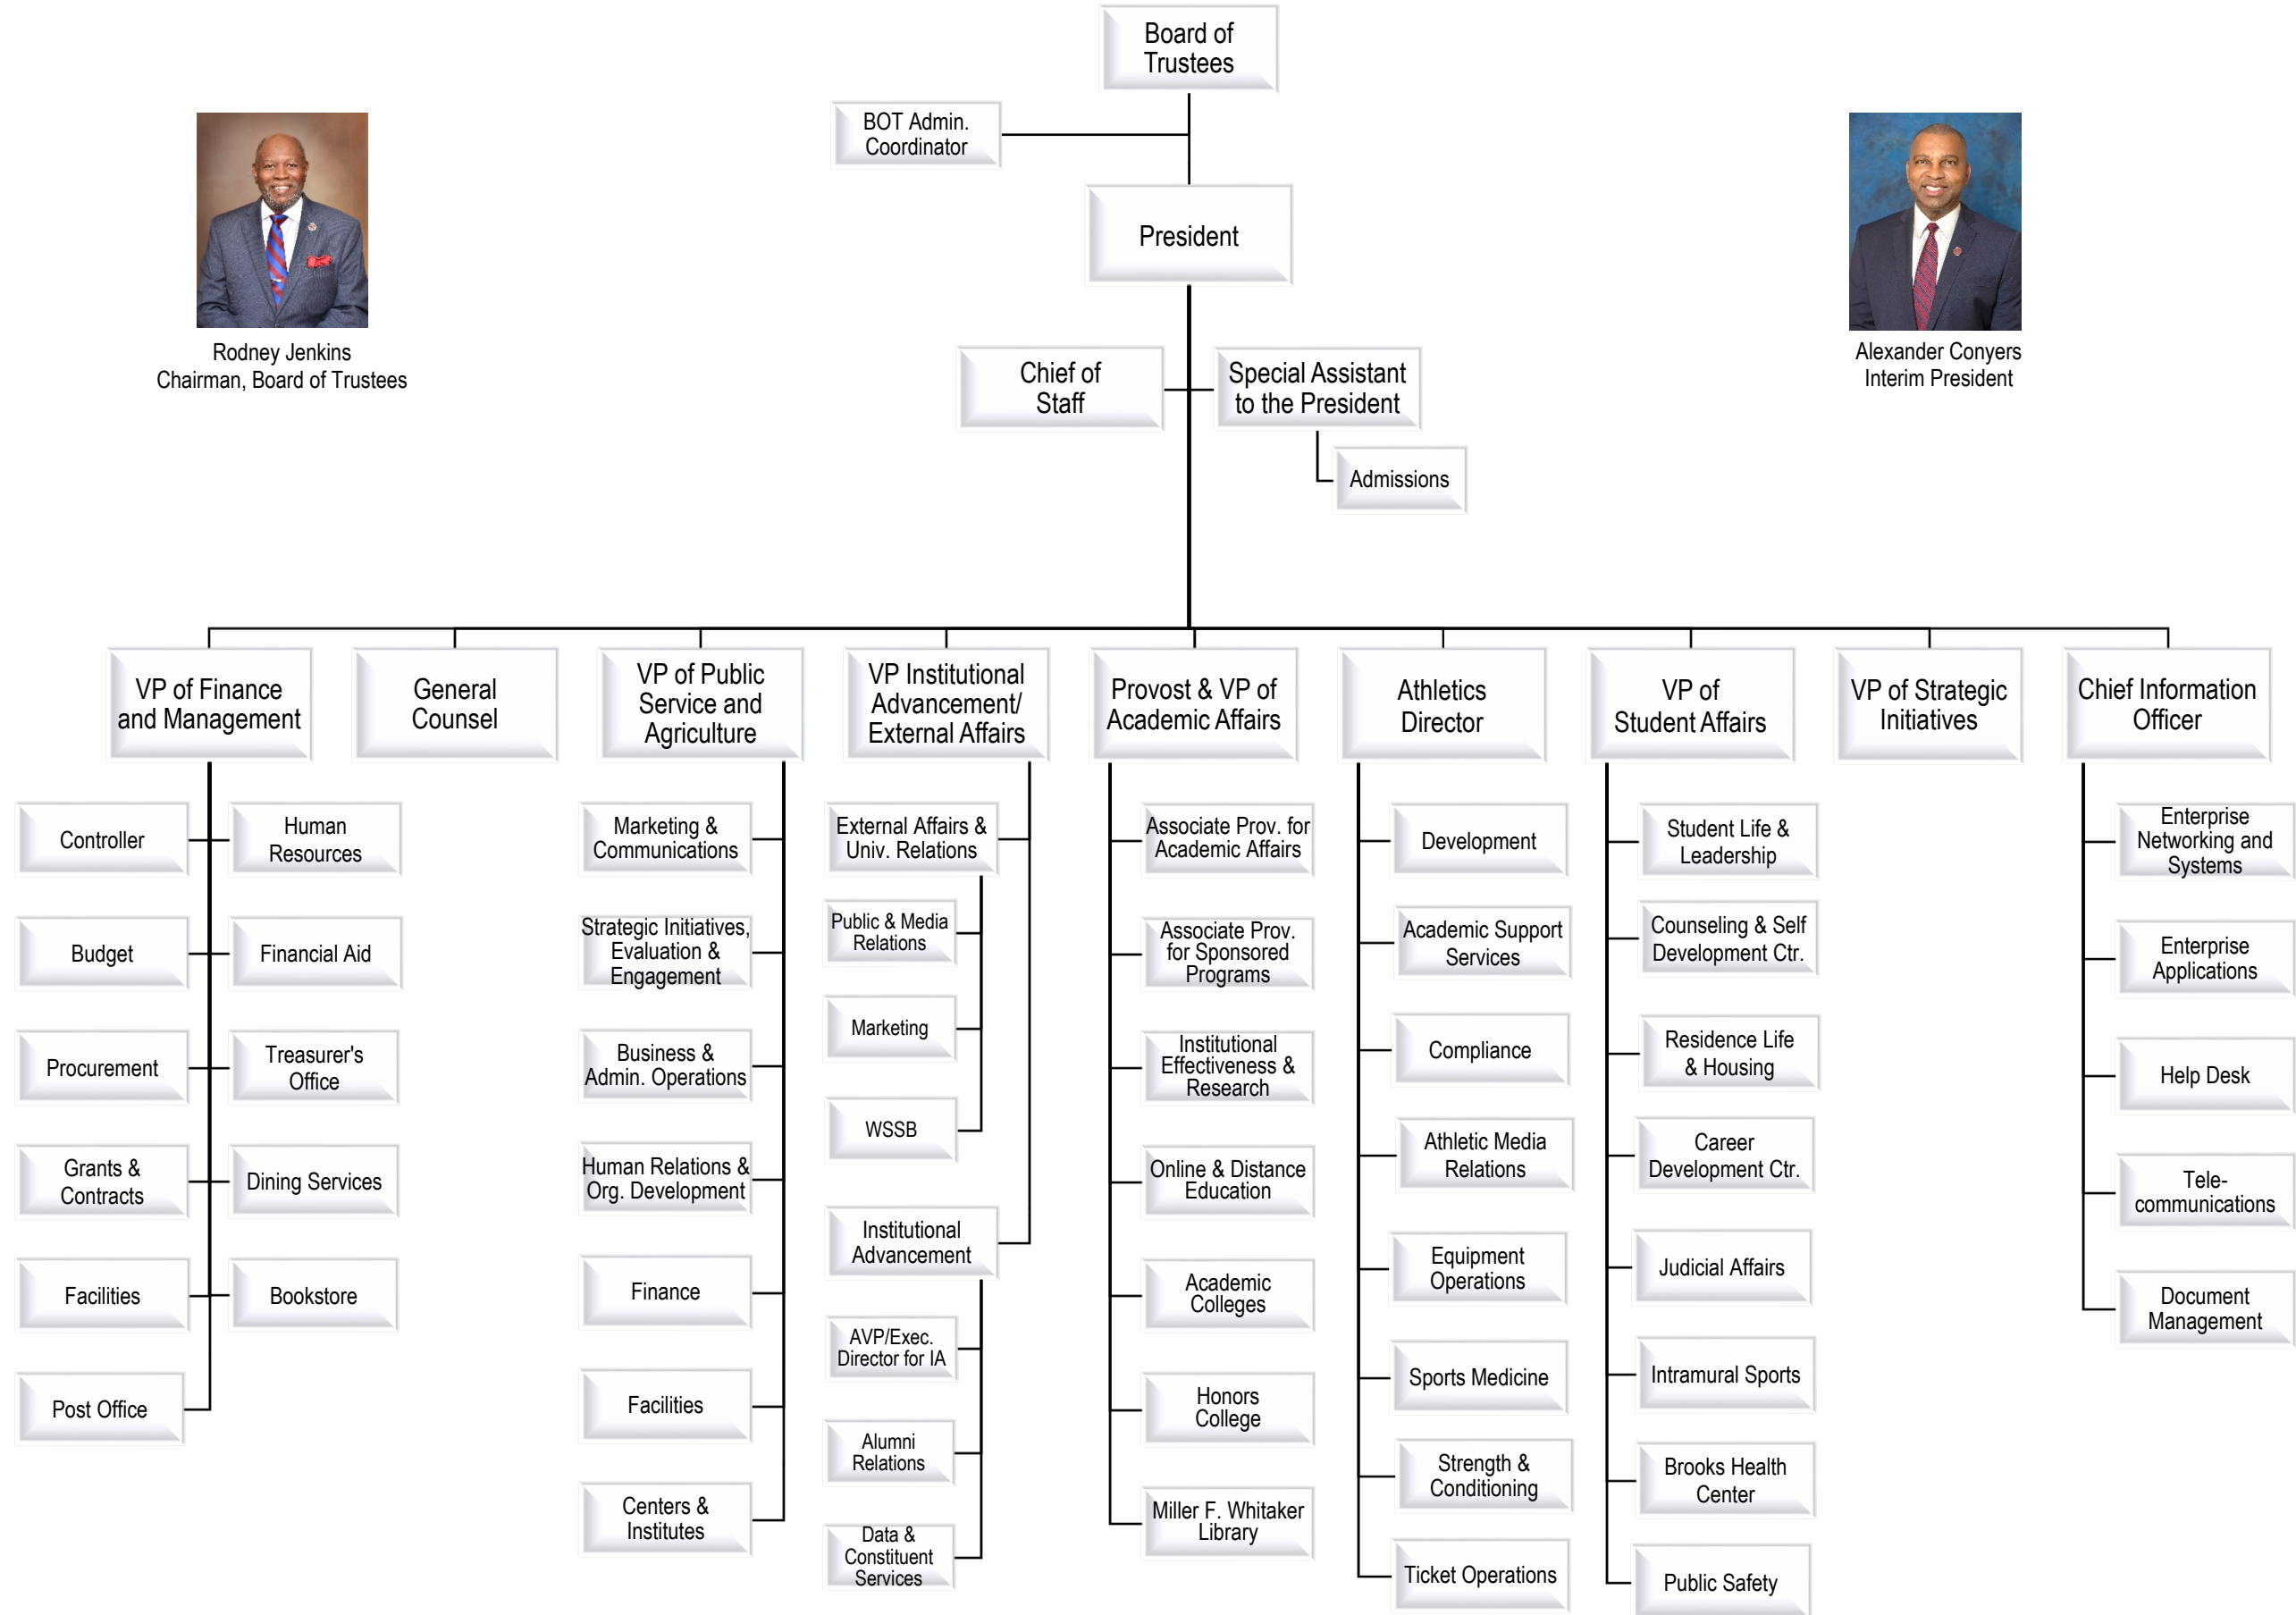 Board of
Trustees
BOT Admin.
Coordinator
President
Rodney Jenkins
Chairman, Board of Trustees
Alexander Conyers
Interim President
Chief of
Staff
Special Assistant
to the President
Admissions
VP of Finance
and Management
General
Counsel
VP of Public
Service and
Agriculture
VP Institutional
Advancement/
External Affairs
Provost & VP of
Academic Affairs
Athletics
Director
VP of
Student Affairs
VP of Strategic
Initiatives
Chief Information
Officer
Controller
Human
Resources
Budget
Financial Aid
Procurement
Treasurer's
Office
Grants &
Contracts
Dining Services
Facilities
Bookstore
Post Office
Marketing &
Communications
Strategic Initiatives,
Evaluation &
Engagement
Business &
Admin. Operations
Human Relations &
Org. Development
Finance
Facilities
Centers &
Institutes
External Affairs &
Univ. Relations
Public & Media
Relations
Marketing
WSSB
Institutional
Advancement
AVP/Exec.
Director for IA
Alumni
Relations
Data &
Constituent
Services
Associate Prov. for
Academic Affairs
Associate Prov.
for Sponsored
Programs
Institutional
Effectiveness &
Research
Online & Distance
Education
Academic
Colleges
Honors
College
Miller F. Whitaker
Library
Development
Academic Support
Services
Compliance
Athletic Media
Relations
Equipment
Operations
Sports Medicine
Strength &
Conditioning
Ticket Operations
Student Life &
Leadership
Counseling & Self
Development Ctr.
Residence Life
& Housing
Career
Development Ctr.
Judicial Affairs
Intramural Sports
Brooks Health
Center
Public Safety
Enterprise
Networking and
Systems
Enterprise
Applications
Help Desk
Tele-
communications
Document
Management